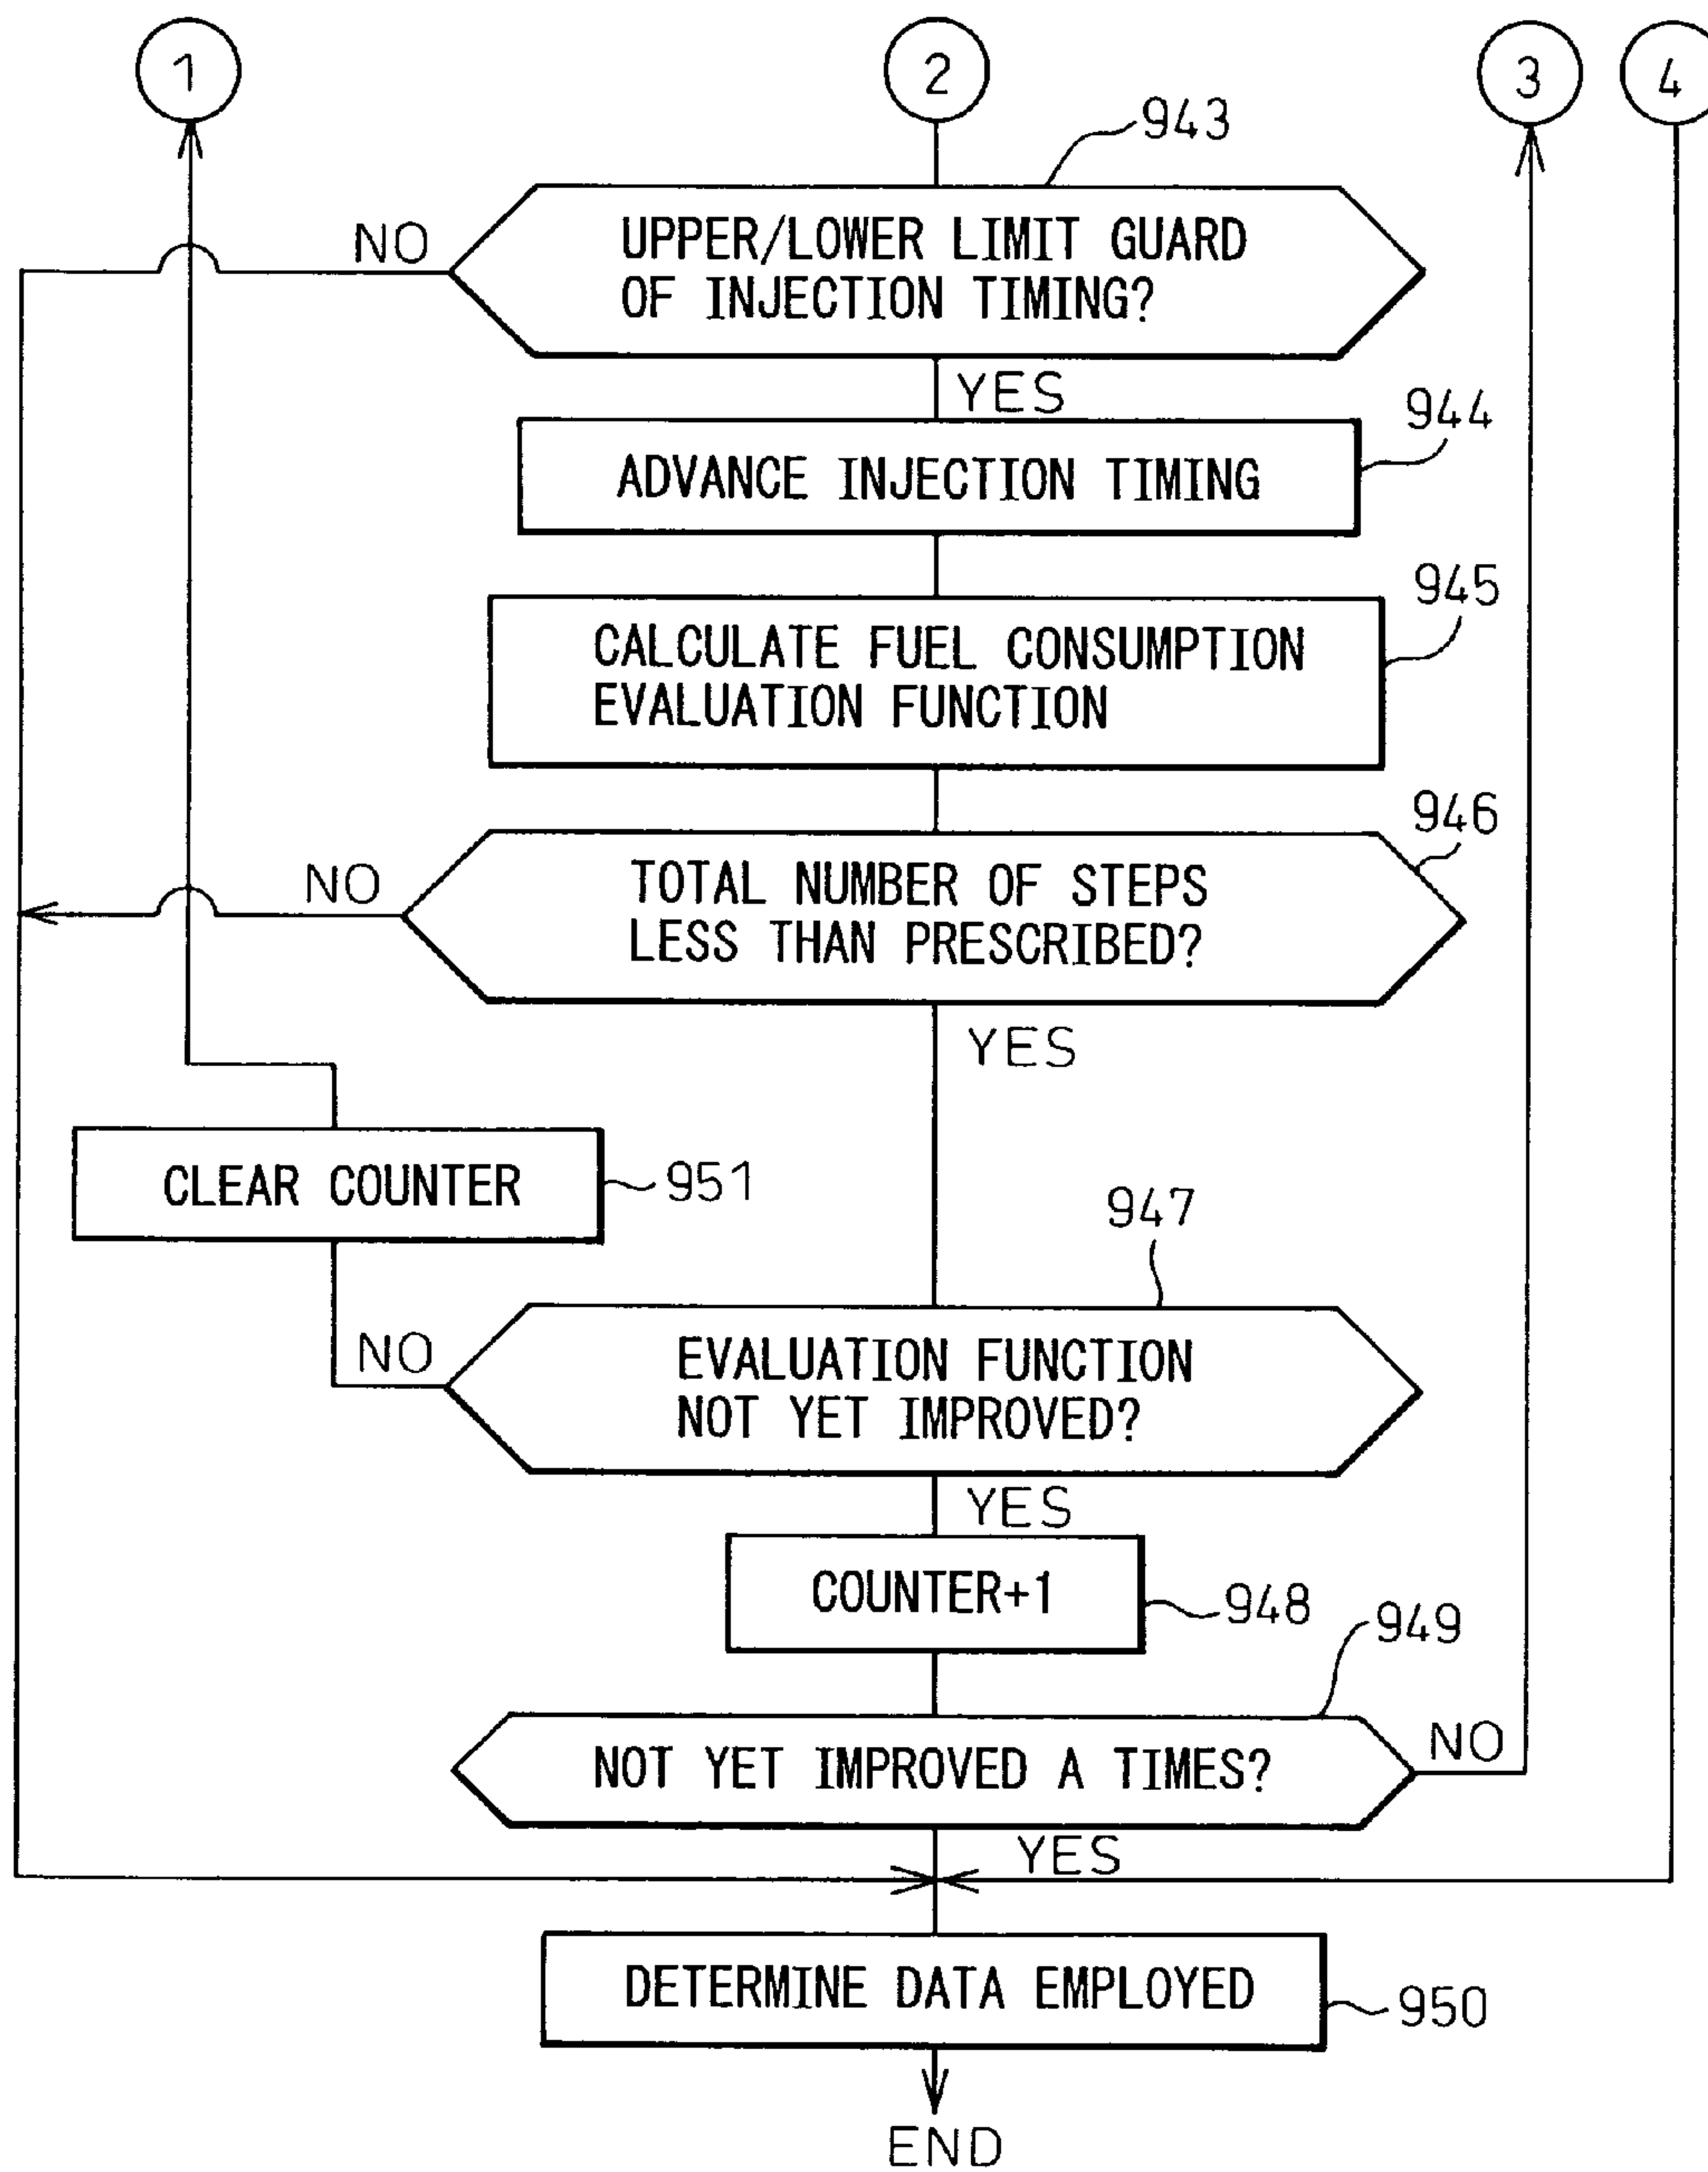 1
2
3
4
943
NO
UPPER/LOWER LIMIT GUARD
OF INJECTION TIMING?
YES
944
ADVANCE INJECTION TIMING
945
CALCULATE FUEL CONSUMPTION
EVALUATION FUNCTION
946
NO
TOTAL NUMBER OF STEPS
LESS THAN PRESCRIBED?
YES
CLEAR COUNTER
951
947
NO
EVALUATION FUNCTION
NOT YET IMPROVED?
YES
COUNTER+1
948
949
NOT YET IMPROVED A TIMES?
NO
YES
DETERMINE DATA EMPLOYED
950
END